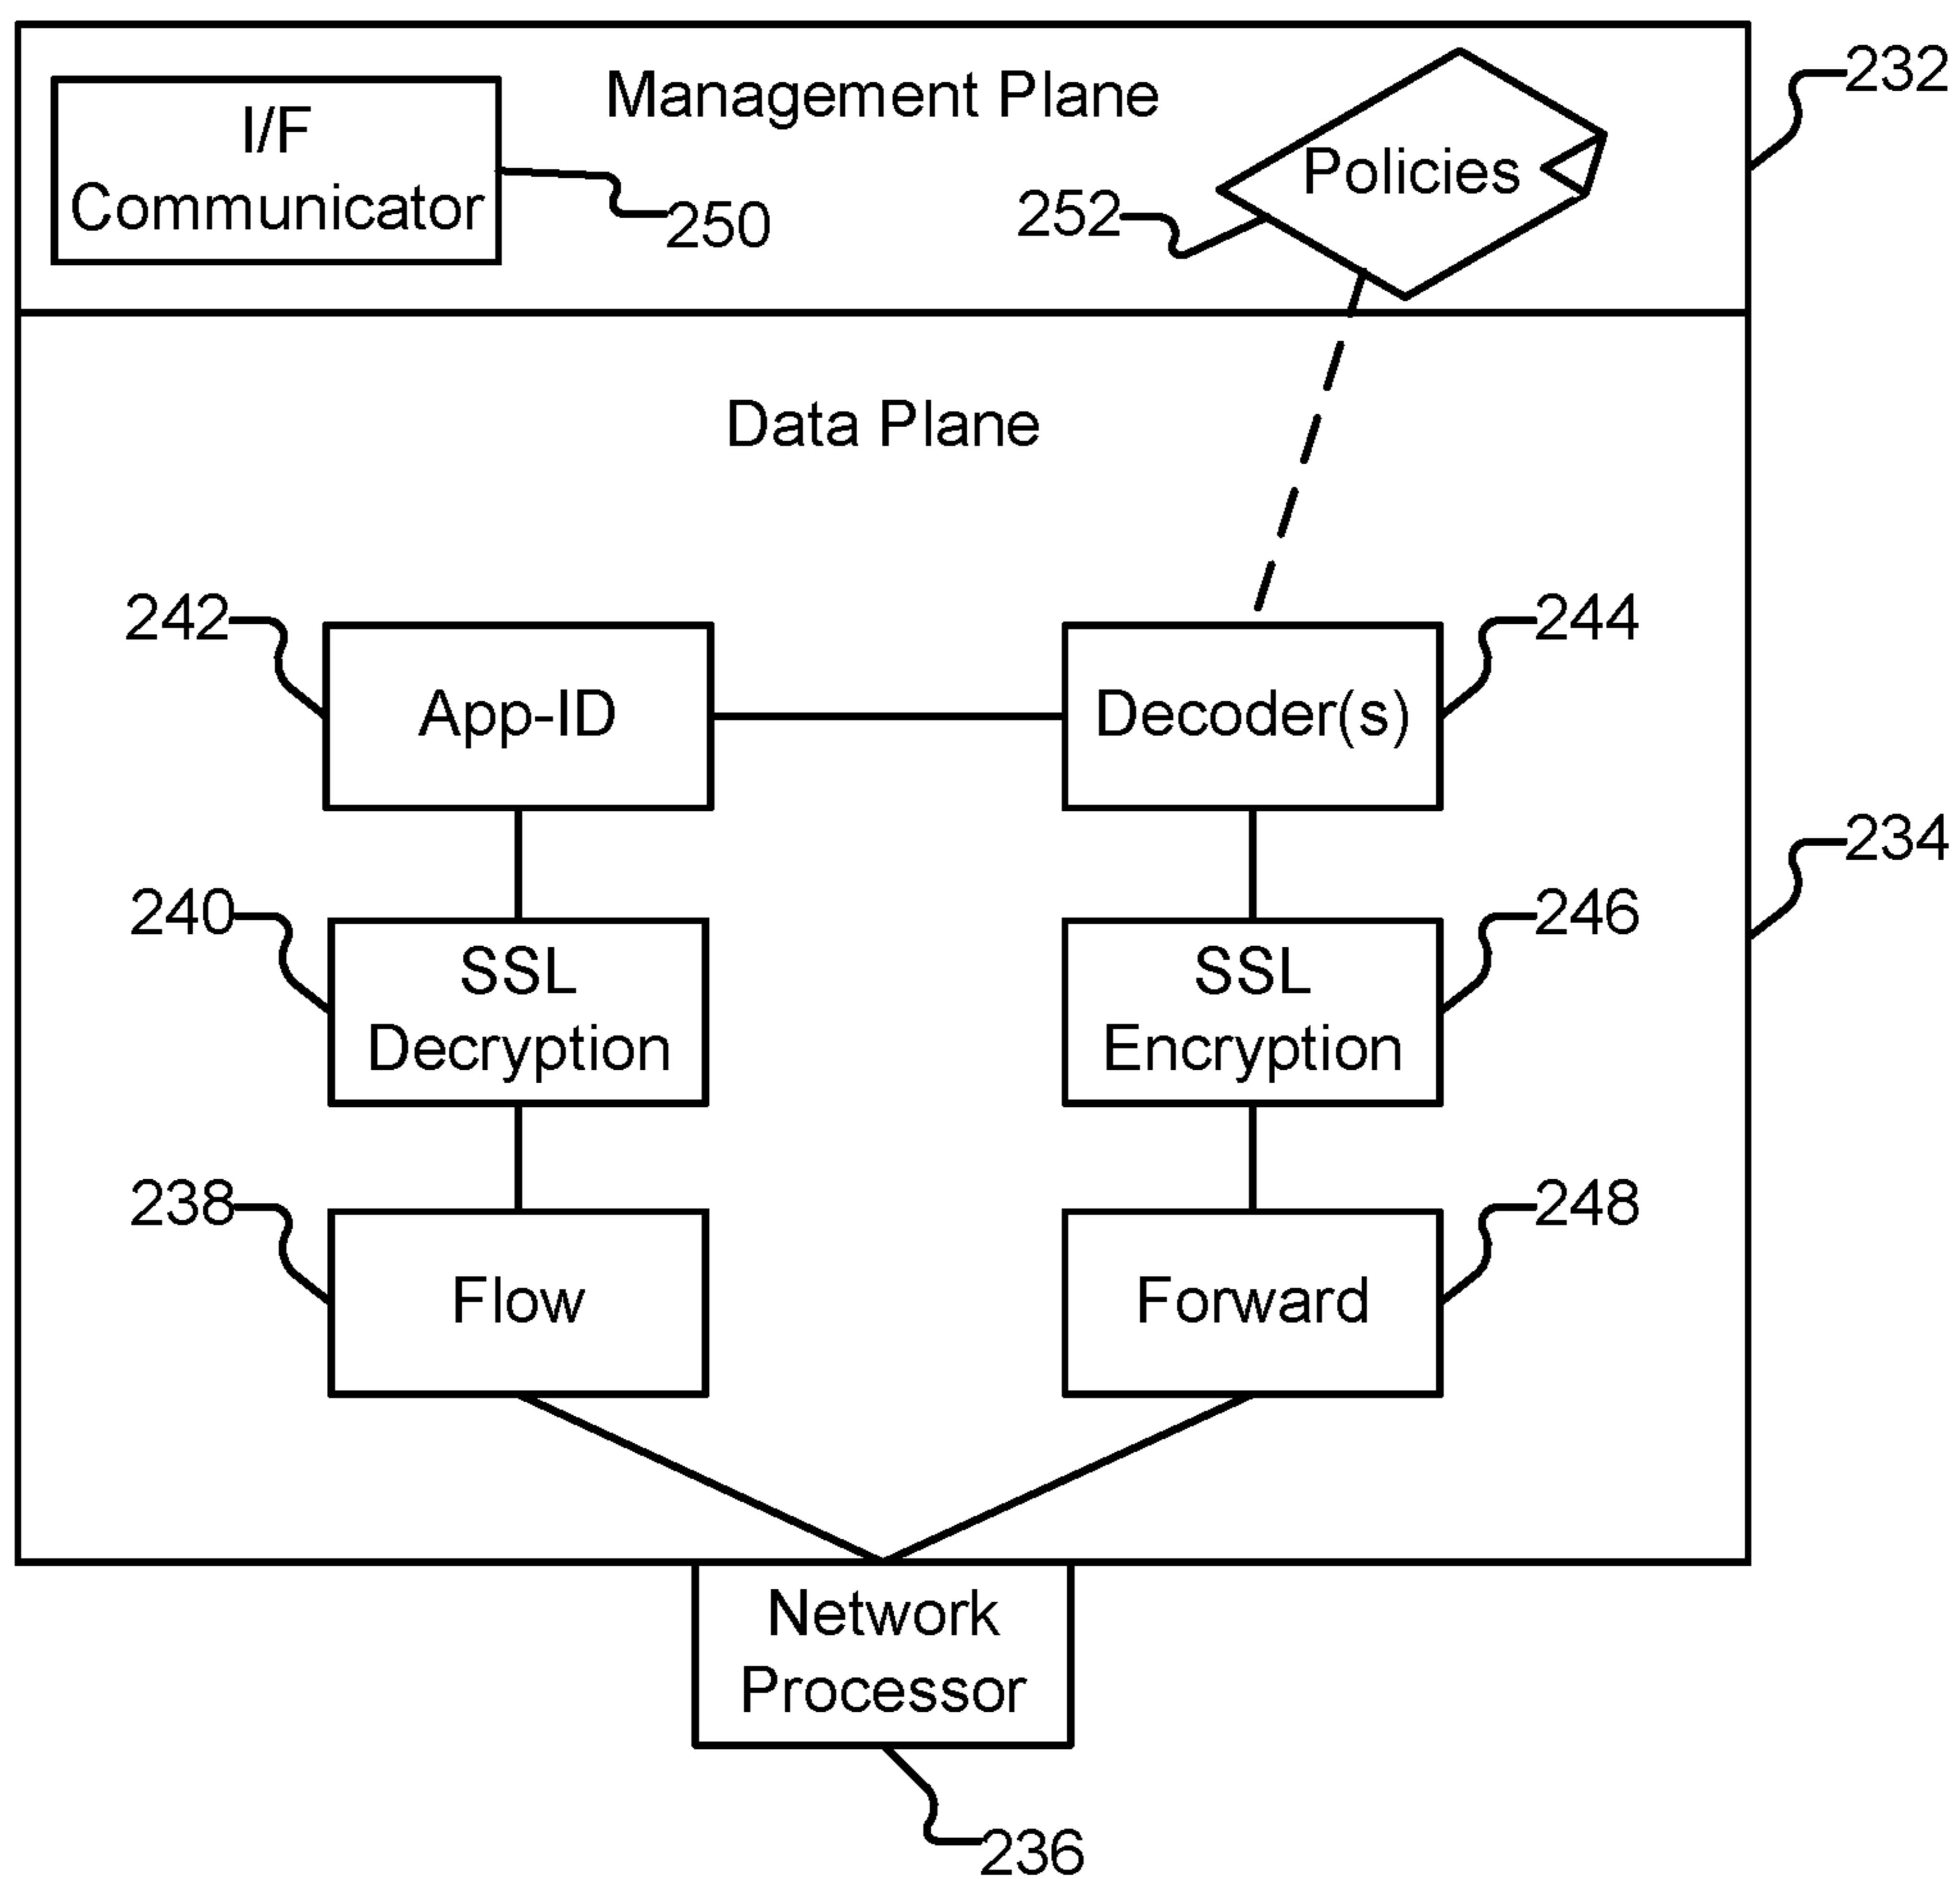 Management Plane
232
I/F
Communicator
250
Policies
252
Data Plane
242
App-ID
Decoder(s)
244
234
240
SSL
Decryption
SSL
Encryption
246
238
Flow
Forward
248
Network
Processor
236